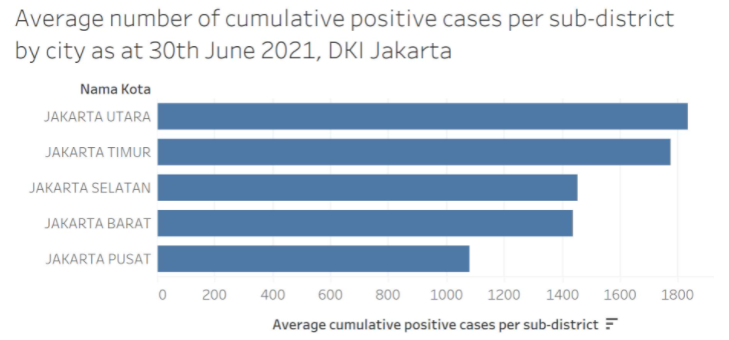 Average number of cumulative positive cases per sub-district
by city as at 30th June 2021, DKI Jakarta
Nama Kota
JAKARTA UTARA
JAKARTA TIMUR
JAKARTA SELATAN
JAKARTA BARAT
JAKARTA PUSAT
0 200 400 600 800 1000 1200 1400 1600 1800
Average cumulative positive cases per sub-district